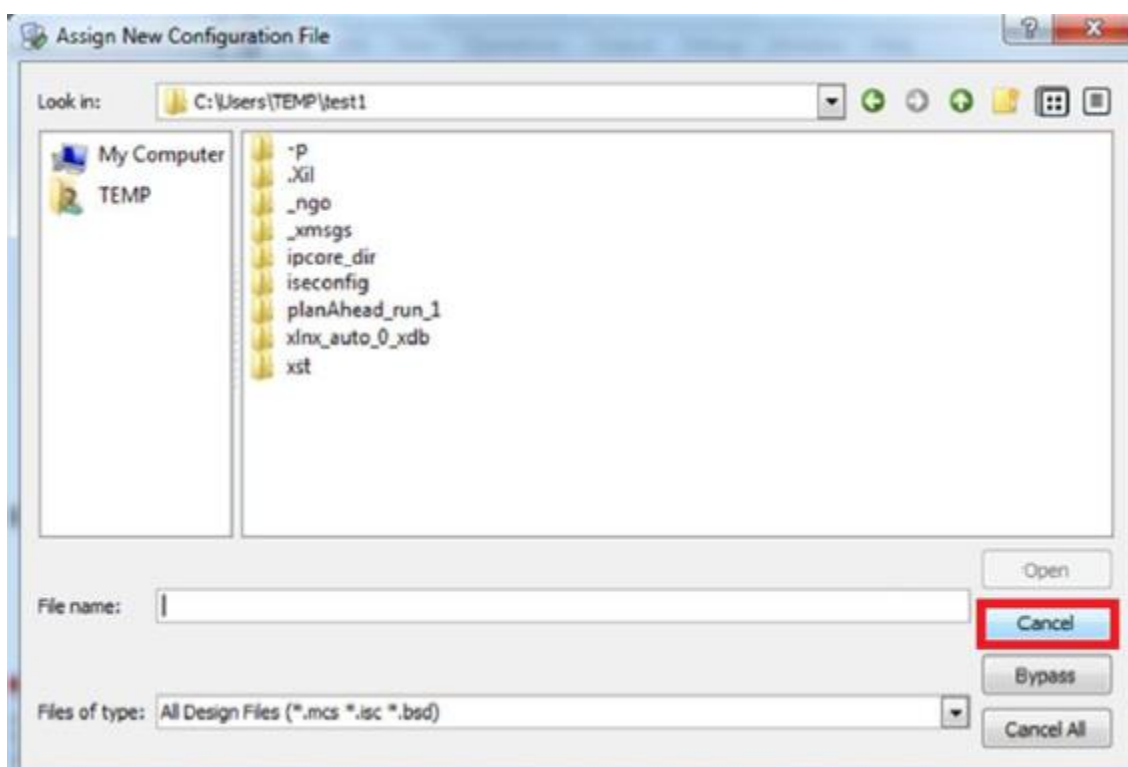 Assign New Configuration File
Look in: C:\Users\TEMP\test1
My Computer
TEMP
-p
.Xil
_ngo
_xmsgs
ipcore_dir
iseconfig
planAhead_run_1
xlnx_auto_0_xdb
xst
Open
File name:
Cancel
Bypass
Files of type: All Design Files (*.mcs *.isc *.bsd)
Cancel All